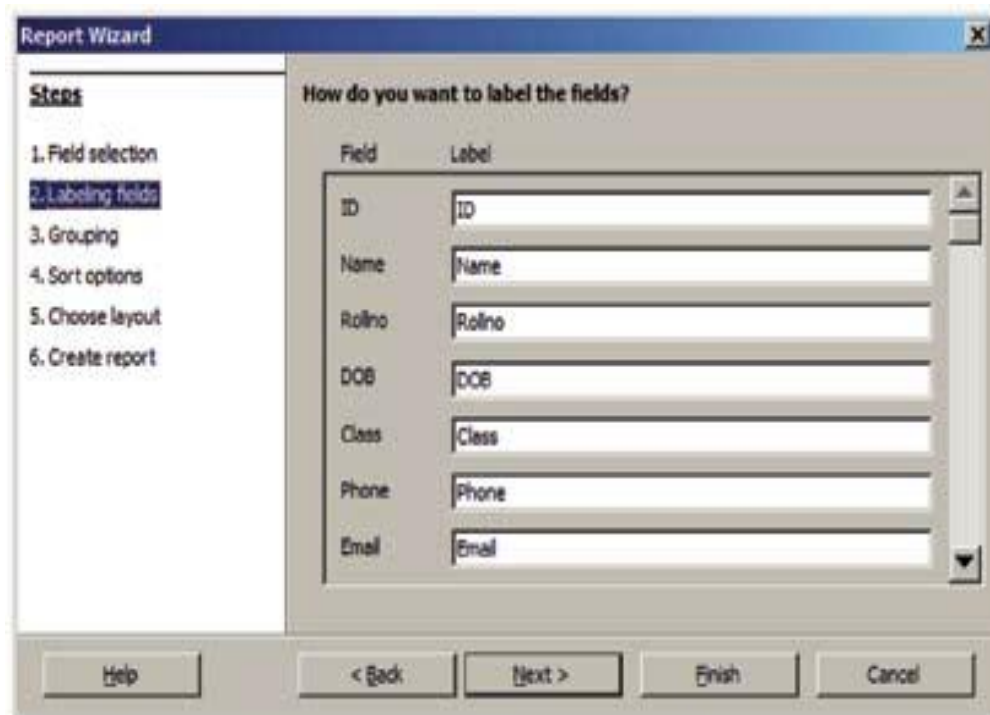 Report Wizard
Steps
1. Field selection
2. Labeling fields
3. Grouping
4. Sort options
5. Choose layout
6. Create report
How do you want to label the fields?
Field Label
ID ID
Name Name
Rollno Rollno
DOB DOB
Class Class
Phone Phone
Email Email
Help < Back Next > Finish Cancel